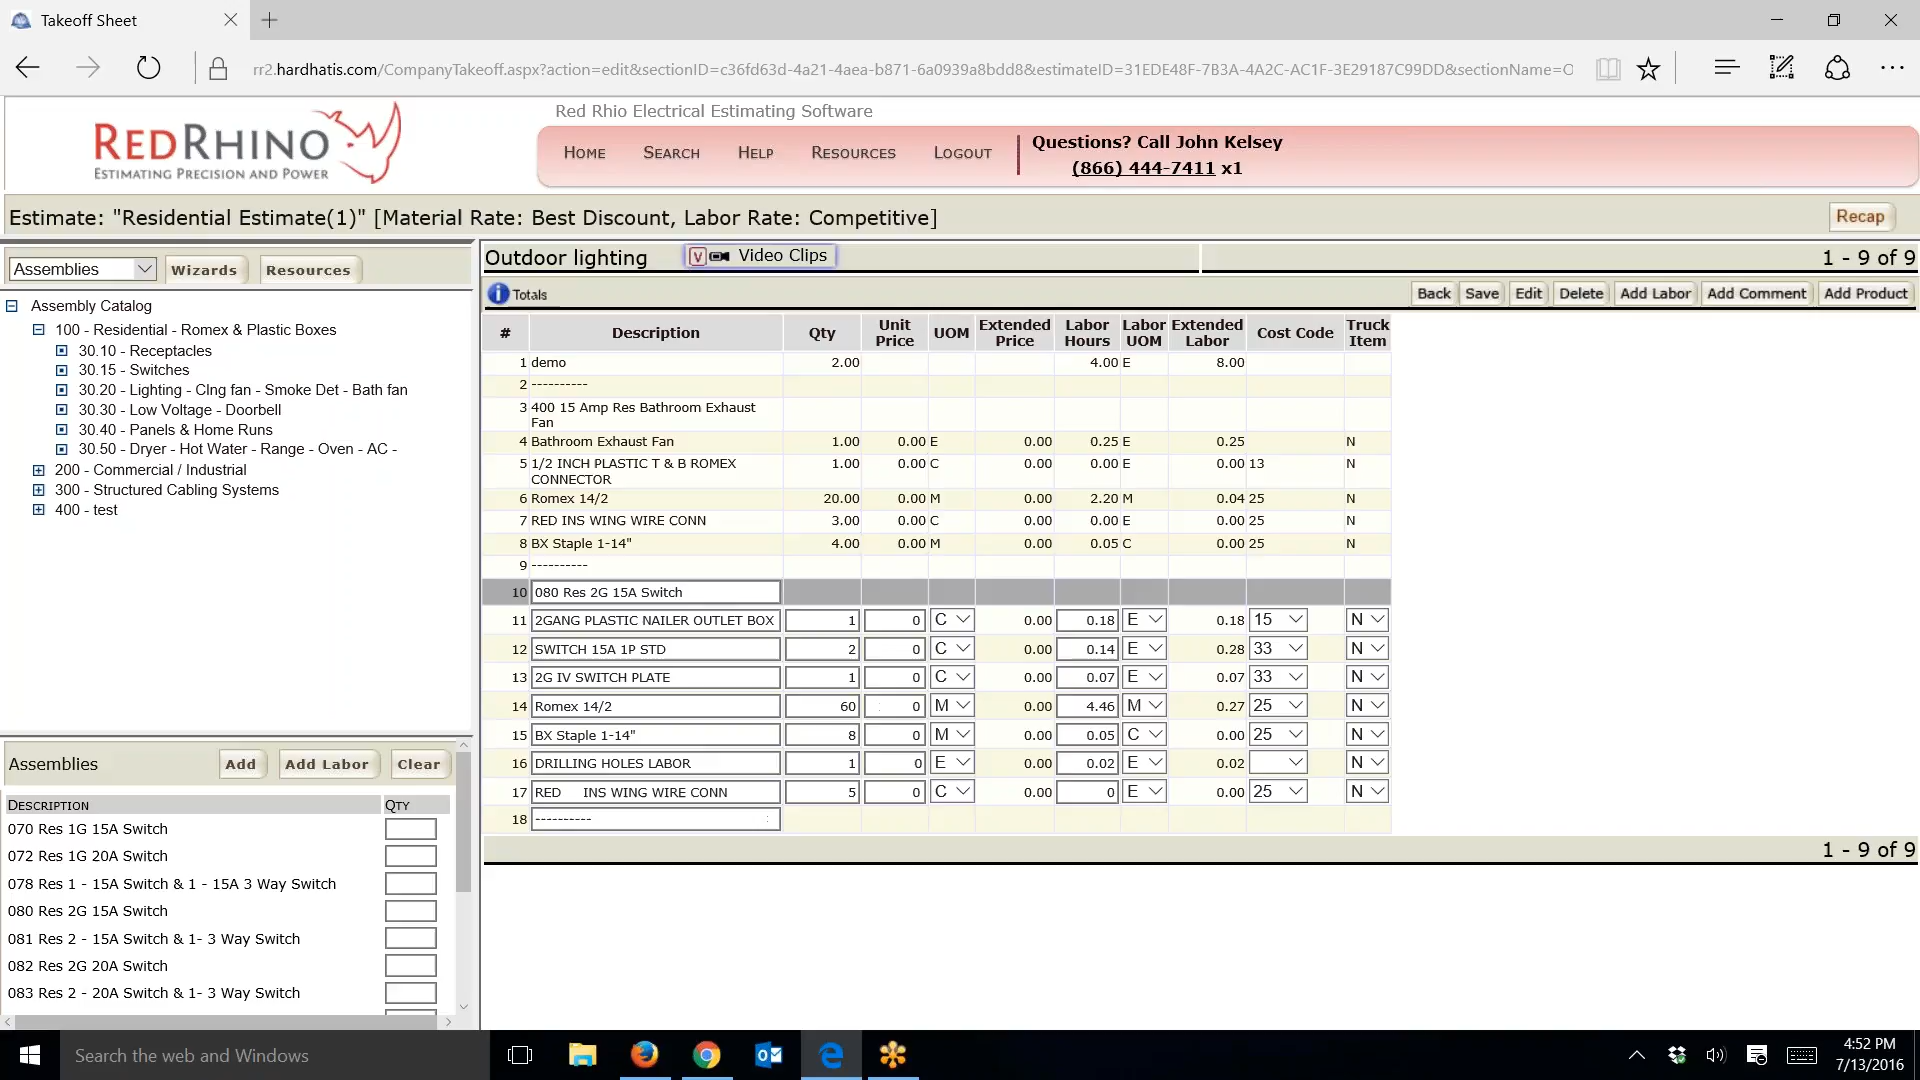 Takeoff Sheet
rr2.hardhatis.com/CompanyTakeoff.aspx?action=edit&sectionID=c36fd63d-4a21-4aea-b871-6a0939a8bdd8&estimateID=31EDE48F-7B3A-4A2C-AC1F-3E29187C99DD&sectionName=O
REDRHINO
ESTIMATING PRECISION AND POWER
Red Rhio Electrical Estimating Software
HOME SEARCH HELP RESOURCES LOGOUT
Questions? Call John Kelsey
(866) 444-7411 x1
Estimate: "Residential Estimate(1)" [Material Rate: Best Discount, Labor Rate: Competitive]
Recap
Assemblies Wizards Resources
Assembly Catalog
100 - Residential - Romex & Plastic Boxes
30.10 - Receptacles
30.15 - Switches
30.20 - Lighting - Clng fan - Smoke Det - Bath fan
30.30 - Low Voltage - Doorbell
30.40 - Panels & Home Runs
30.50 - Dryer - Hot Water - Range - Oven - AC -
200 - Commercial / Industrial
300 - Structured Cabling Systems
400 - test
Assemblies Add Add Labor Clear
DESCRIPTION QTY
070 Res 1G 15A Switch
072 Res 1G 20A Switch
078 Res 1 - 15A Switch & 1 - 15A 3 Way Switch
080 Res 2G 15A Switch
081 Res 2 - 15A Switch & 1- 3 Way Switch
082 Res 2G 20A Switch
083 Res 2 - 20A Switch & 1- 3 Way Switch
Outdoor lighting V Video Clips 1 - 9 of 9
i Totals Back Save Edit Delete Add Labor Add Comment Add Product
# Description Qty Unit Price UOM Extended Price Labor Hours Labor UOM Extended Labor Cost Code Truck Item
1 demo 2.00 4.00 E 8.00
2 ----------
3 400 15 Amp Res Bathroom Exhaust
Fan
4 Bathroom Exhaust Fan 1.00 0.00 E 0.00 0.25 E 0.25 N
5 1/2 INCH PLASTIC T & B ROMEX
CONNECTOR 1.00 0.00 C 0.00 0.00 E 0.00 13 N
6 Romex 14/2 20.00 0.00 M 0.00 2.20 M 0.04 25 N
7 RED INS WING WIRE CONN 3.00 0.00 C 0.00 0.00 E 0.00 25 N
8 BX Staple 1-14" 4.00 0.00 M 0.00 0.05 C 0.00 25 N
9 ----------
10 080 Res 2G 15A Switch
11 2GANG PLASTIC NAILER OUTLET BOX 1 0 C 0.00 0.18 E 0.18 15 N
12 SWITCH 15A 1P STD 2 0 C 0.00 0.14 E 0.28 33 N
13 2G IV SWITCH PLATE 1 0 C 0.00 0.07 E 0.07 33 N
14 Romex 14/2 60 0 M 0.00 4.46 M 0.27 25 N
15 BX Staple 1-14" 8 0 M 0.00 0.05 C 0.00 25 N
16 DRILLING HOLES LABOR 1 0 E 0.00 0.02 E 0.02 N
17 RED INS WING WIRE CONN 5 0 C 0.00 0 E 0.00 25 N
18 ----------
1 - 9 of 9
Search the web and Windows
4:52 PM
7/13/2016